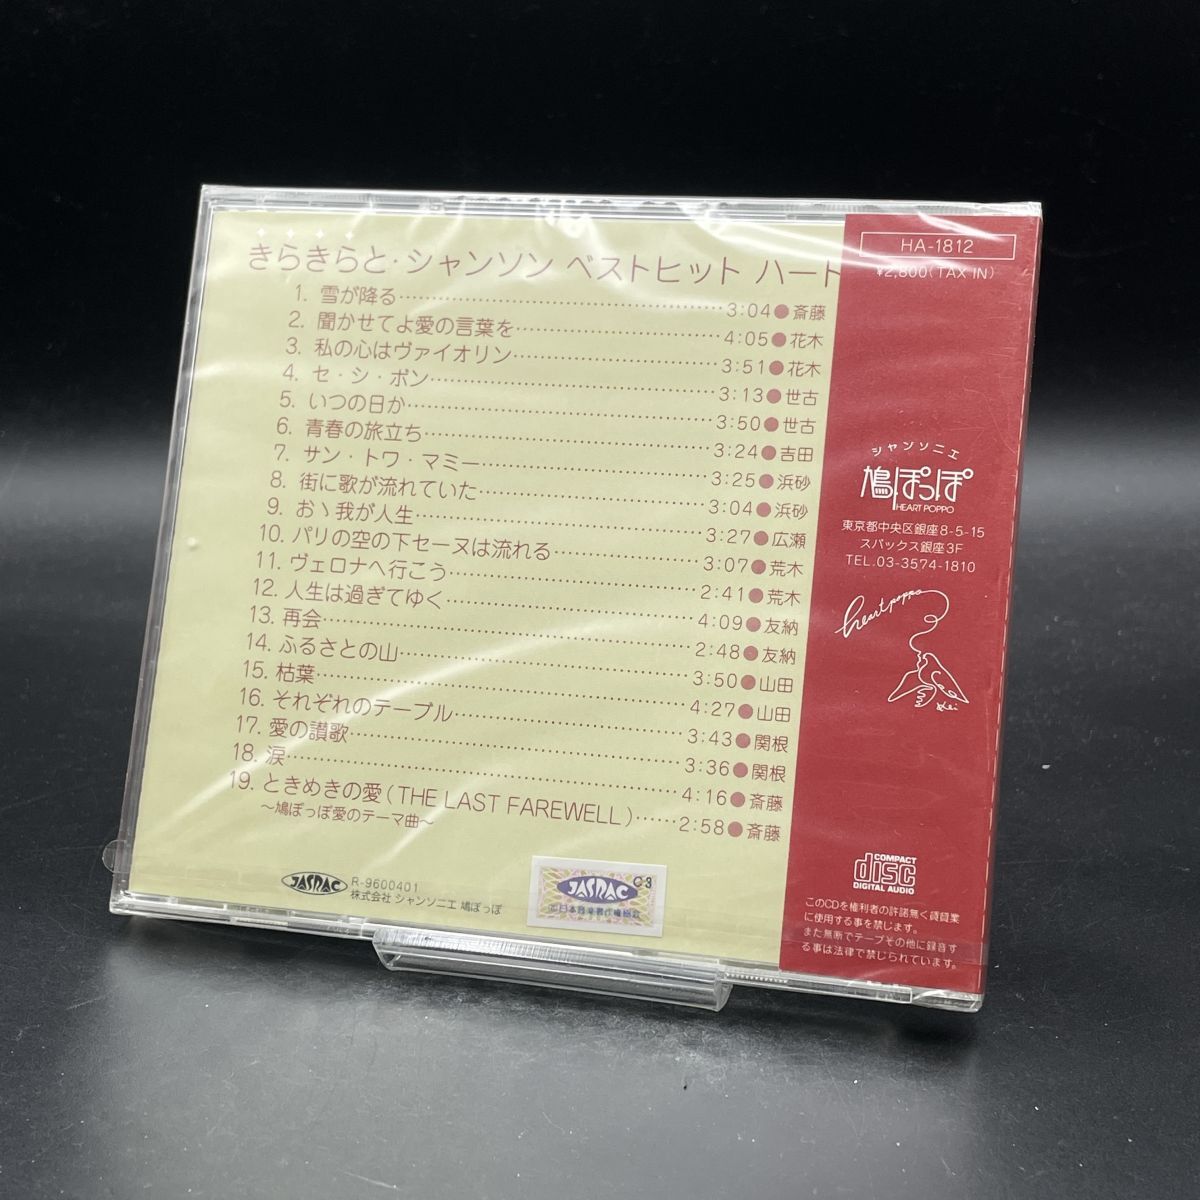 きらきらと・シャンソン ベストヒット ハート
1. 雪が降る……3:04●斎藤
2. 聞かせてよ愛の言葉を……4:05●花木
3. 私の心はヴァイオリン……3:51●花木
4. セ・シ・ボン……3:13●世古
5. いつの日か……3:50●世古
6. 青春の旅立ち……3:24●吉田
7. サン・トワ・マミー……3:25●浜砂
8. 街に歌が流れていた……3:04●浜砂
9. おゝ我が人生……3:27●広瀬
10. パリの空の下セーヌは流れる……3:07●荒木
11. ヴェロナへ行こう……2:41●荒木
12. 人生は過ぎてゆく……4:09●友納
13. 再会……2:48●友納
14. ふるさとの山……3:50●山田
15. 枯葉……4:27●山田
16. それぞれのテーブル……3:43●関根
17. 愛の讃歌……3:36●関根
18. 涙……4:16●斎藤
19. ときめきの愛(THE LAST FAREWELL)……2:58●斎藤
〜鳩ぽっぽ愛のテーマ曲〜
JASRAC
R-9600401
株式会社 シャンソニエ 鳩ぽっぽ
C3
JASRAC
日本音楽著作権協会
HA-1812
¥2,800(TAX IN)
シャンソニエ
鳩ぽっぽ
HEART POPPO
東京都中央区銀座8-5-15
スバックス銀座3F
TEL.03-3574-1810
heart poppo
COMPACT
disc
DIGITAL AUDIO
このCDを権利者の許諾無く賃貸業
に使用する事を禁じます。
また無断でテープその他に録音す
る事は法律で禁じられています。